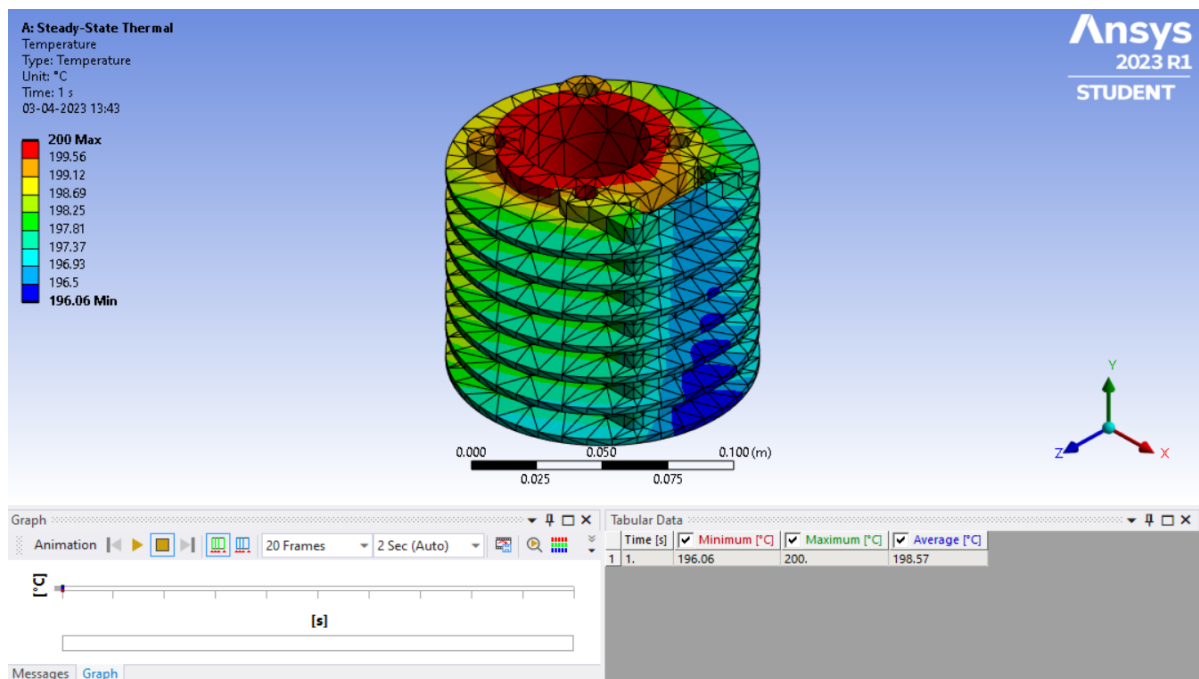 A: Steady-State Thermal
Temperature
Type: Temperature
Unit: °C
Time: 1 s
03-04-2023 13:43
200 Max
199.56
199.12
198.69
198.25
197.81
197.37
196.93
196.5
196.06 Min
Ansys
2023 R1
STUDENT
0.000 0.050 0.100 (m)
0.025 0.075
Y
Z X
Graph
Animation 20 Frames 2 Sec (Auto)
[°C]
[s]
Messages Graph
Tabular Data
Time [s] Minimum [°C] Maximum [°C] Average [°C]
1 1. 196.06 200. 198.57